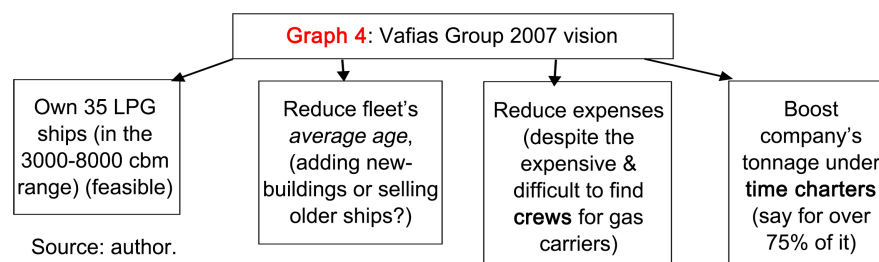 Graph 4: Vafias Group 2007 vision
Own 35 LPG
ships (in the
3000-8000 cbm
range) (feasible)
Reduce fleet's
average age,
(adding new-
buildings or selling
older ships?)
Reduce expenses
(despite the
expensive &
difficult to find
crews for gas
carriers)
Boost
company's
tonnage under
time charters
(say for over
75% of it)
Source: author.